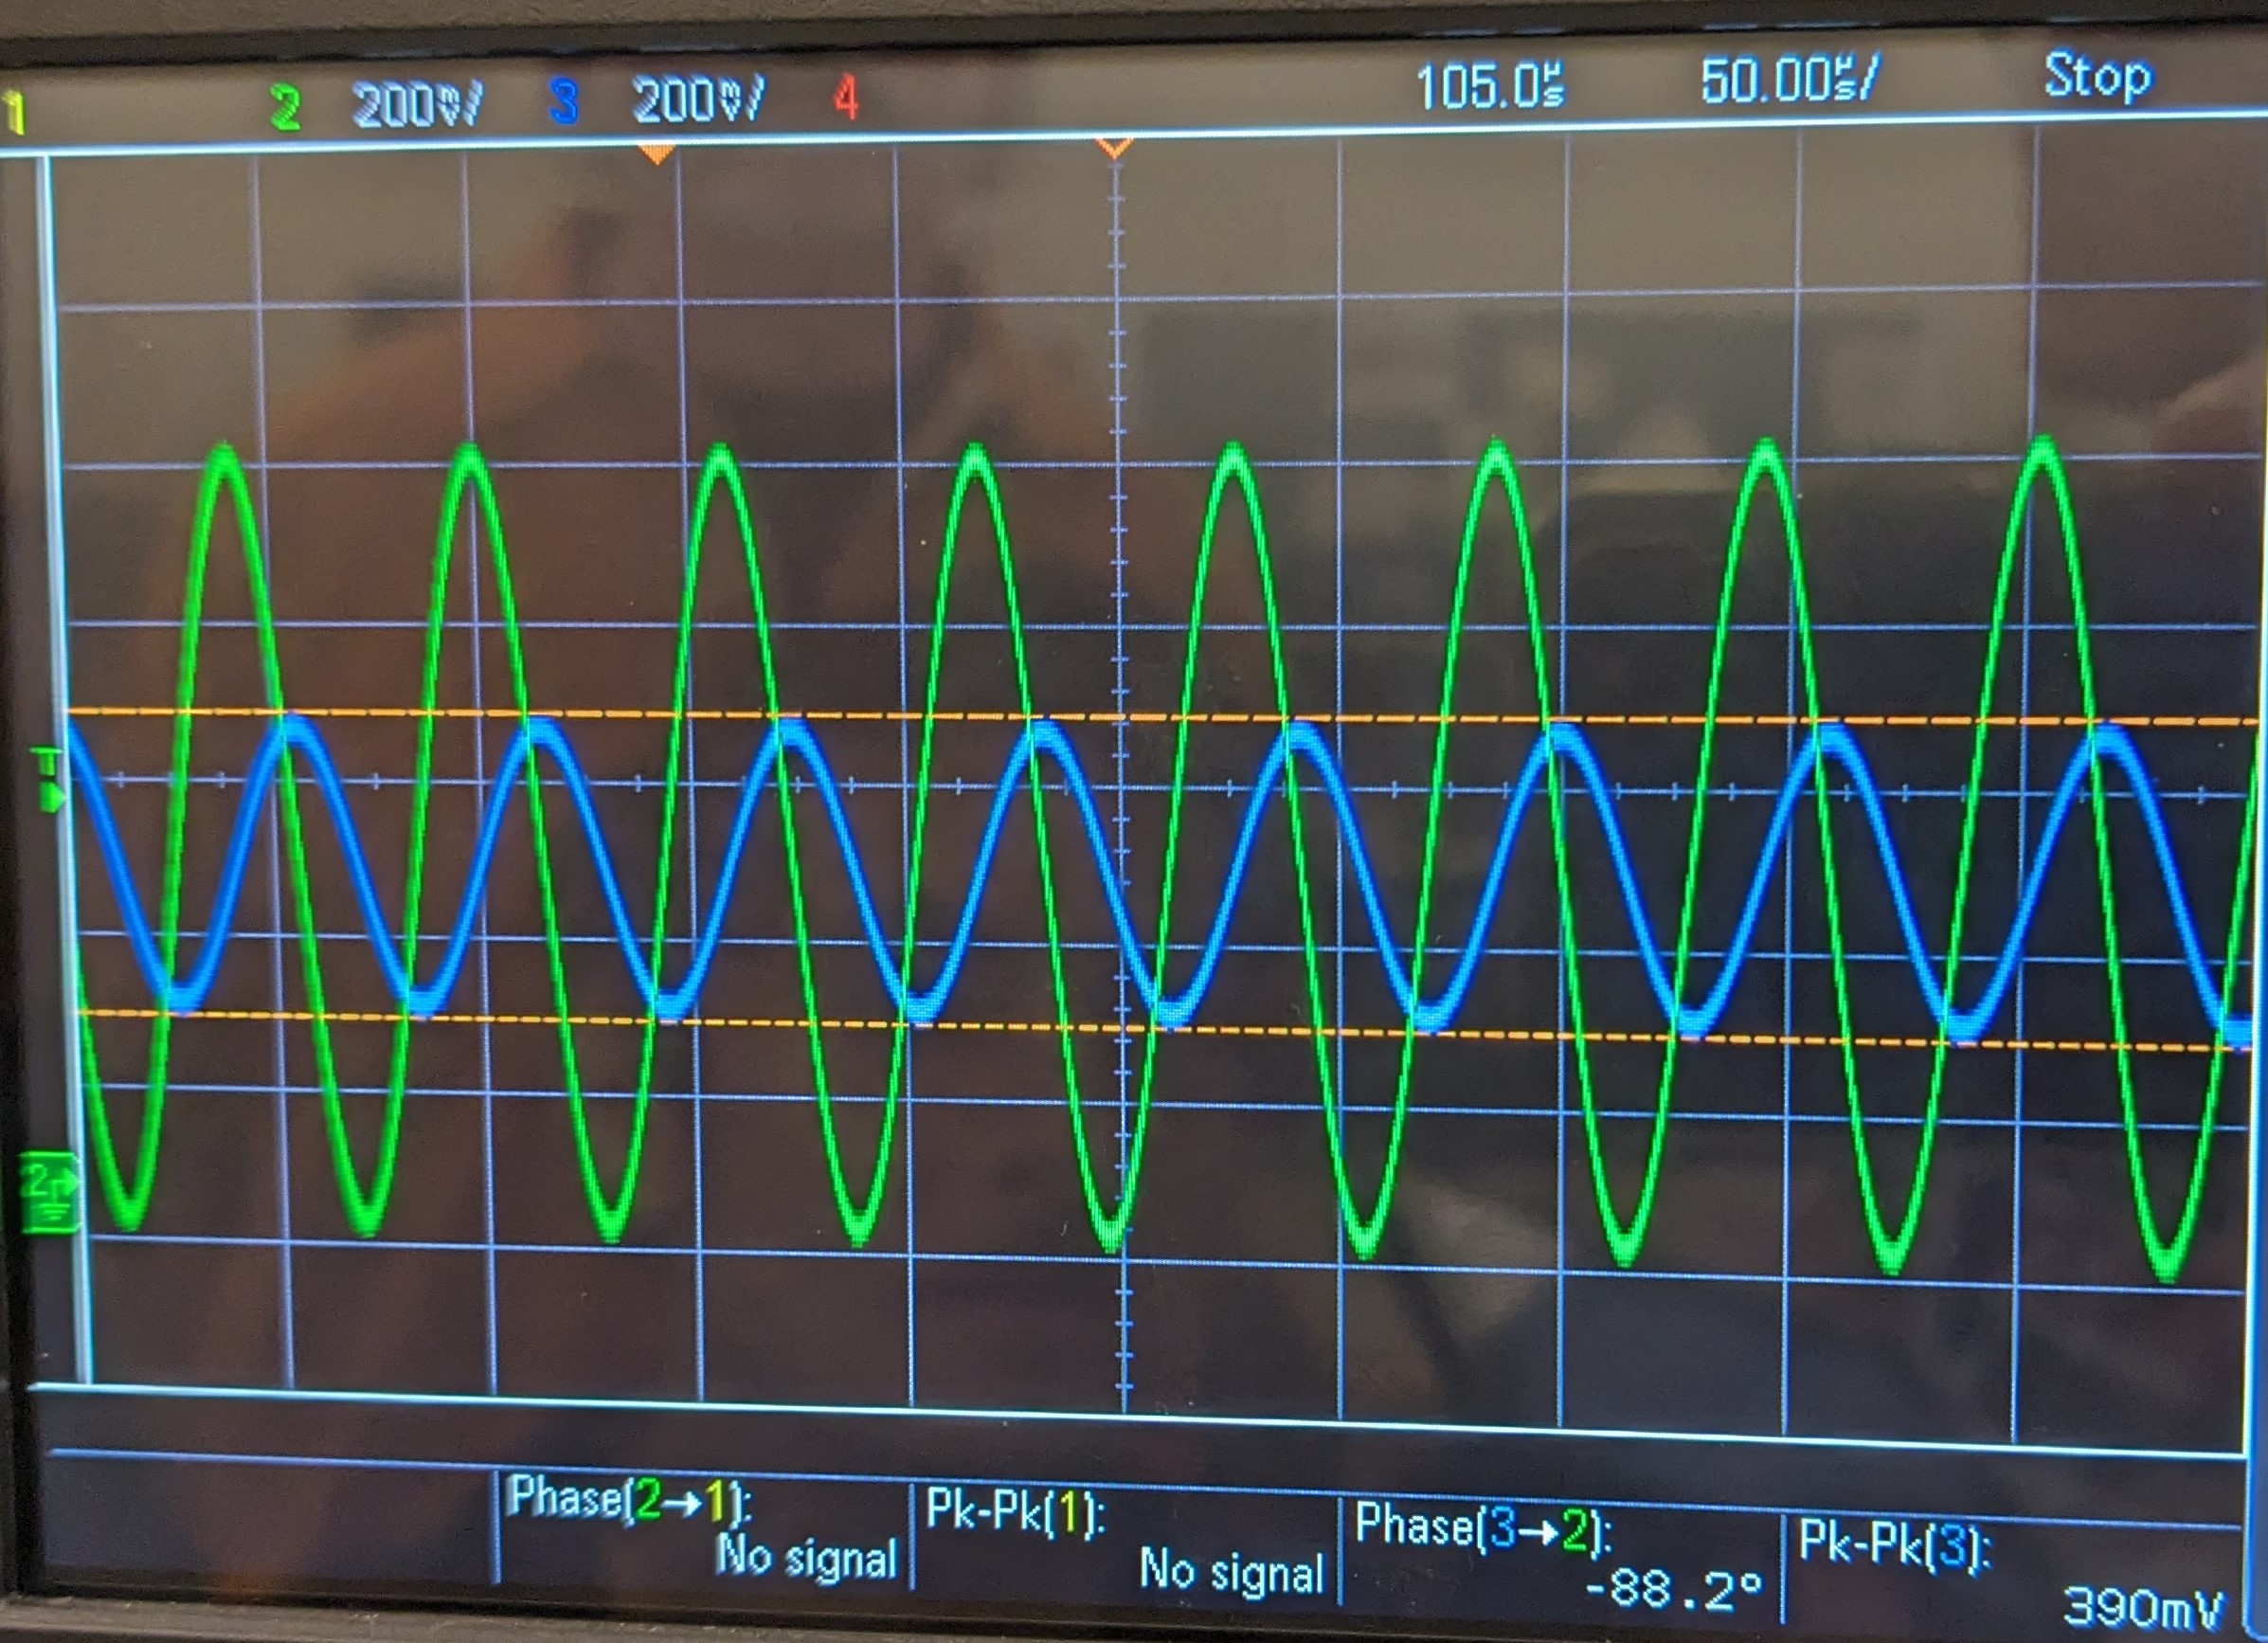 1 2 200mV/ 3 200mV/ 4 105.0µs 50.00µs/ Stop
T
2
Phase(2→1):
No signal
Pk-Pk(1):
No signal
Phase(3→2):
-88.2°
Pk-Pk(3):
390mV